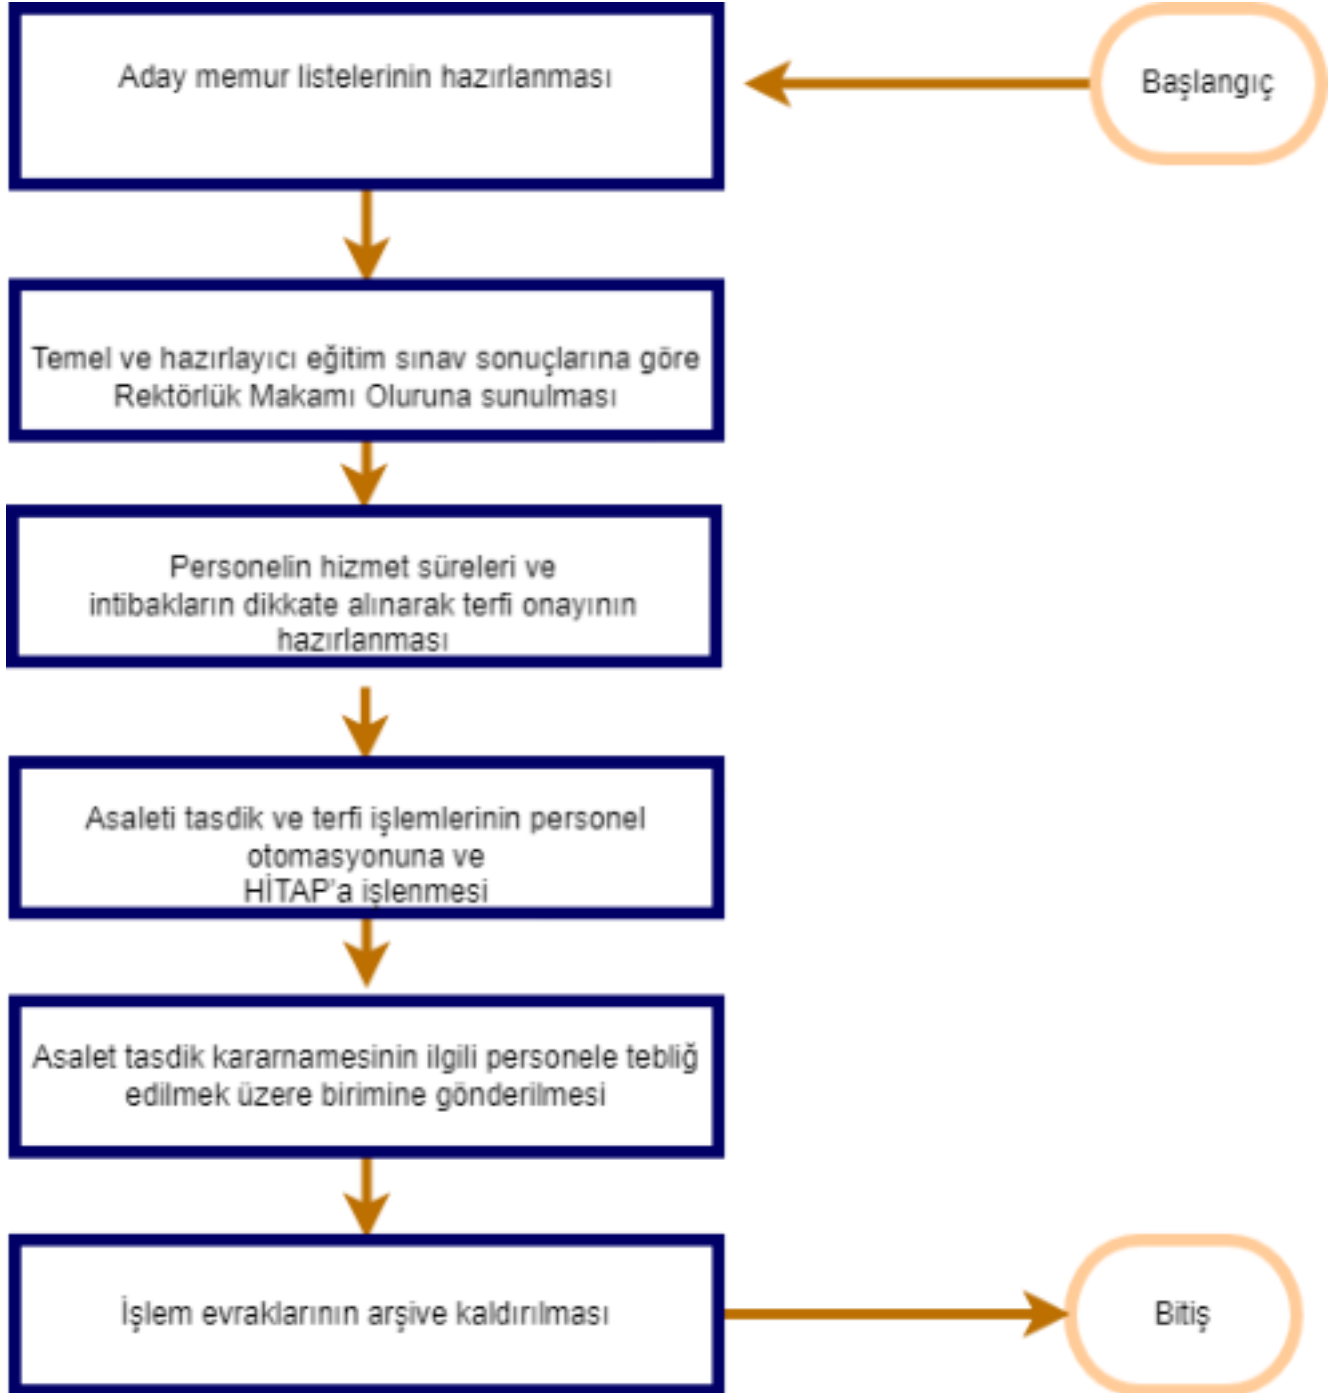 Başlangıç
Aday memur listelerinin hazırlanması
Temel ve hazırlayıcı eğitim sınav sonuçlarına göre
Rektörlük Makamı Oluruna sunulması
Personelin hizmet süreleri ve
intibakların dikkate alınarak terfi onayının
hazırlanması
Asaleti tasdik ve terfi işlemlerinin personel
otomasyonuna ve
HİTAP'a işlenmesi
Asalet tasdik kararnamesinin ilgili personele tebliğ
edilmek üzere birimine gönderilmesi
İşlem evraklarının arşive kaldırılması
Bitiş